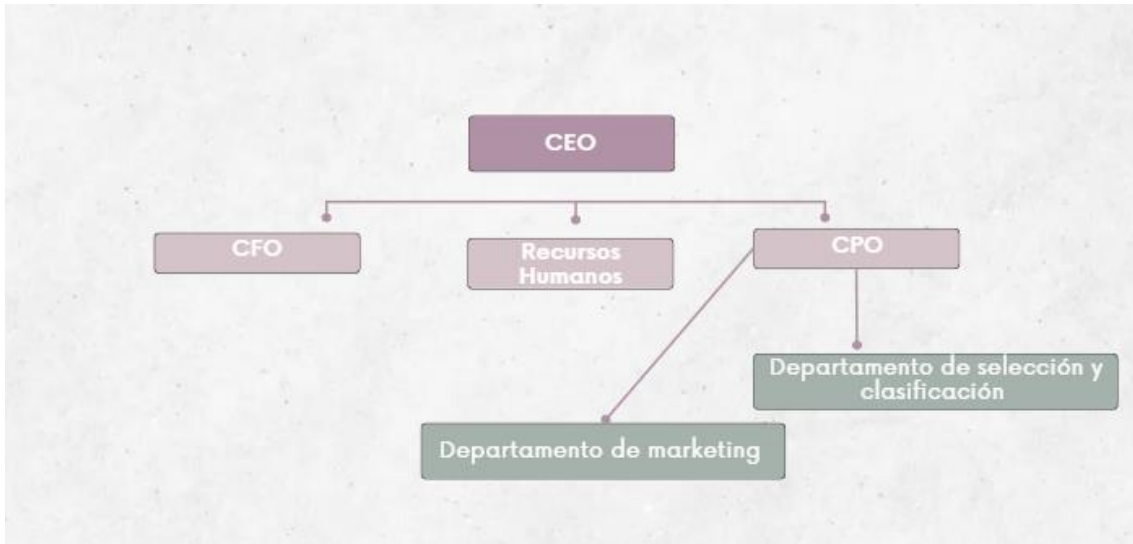 CEO
CFO
Recursos
Humanos
CPO
Departamento de selección y
clasificación
Departamento de marketing